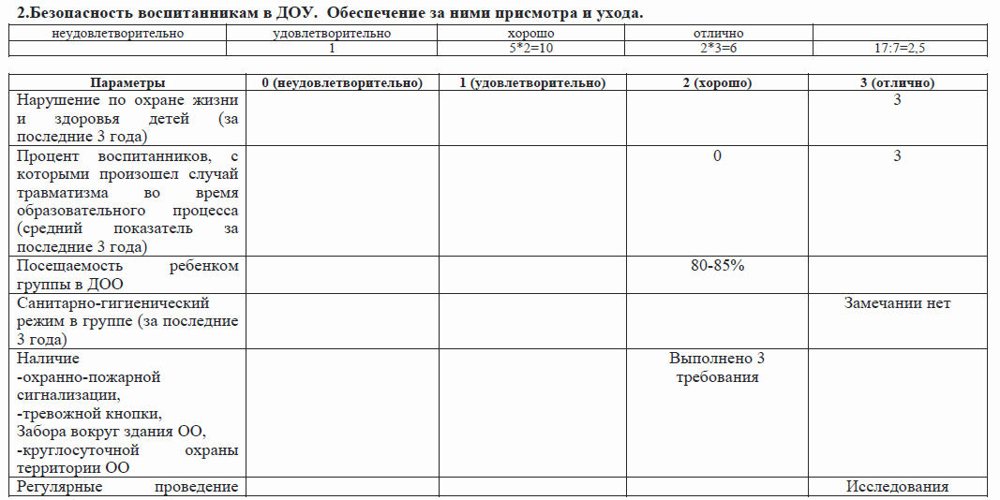 2.Безопасность воспитанникам в ДОУ. Обеспечение за ними присмотра и ухода.
неудовлетворительно удовлетворительно хорошо отлично
1 5*2=10 2*3=6 17:7=2,5
Параметры 0 (неудовлетворительно) 1 (удовлетворительно) 2 (хорошо) 3 (отлично)
Нарушение по охране жизни 3
и здоровья детей (за
последние 3 года)
Процент воспитанников, с 0 3
которыми произошел случай
травматизма во время
образовательного процесса
(средний показатель за
последние 3 года)
Посещаемость ребенком 80-85%
группы в ДОО
Санитарно-гигиенический Замечании нет
режим в группе (за последние
3 года)
Наличие Выполнено 3
-охранно-пожарной требования
сигнализации,
-тревожной кнопки,
Забора вокруг здания ОО,
-круглосуточной охраны
территории ОО
Регулярные проведение Исследования